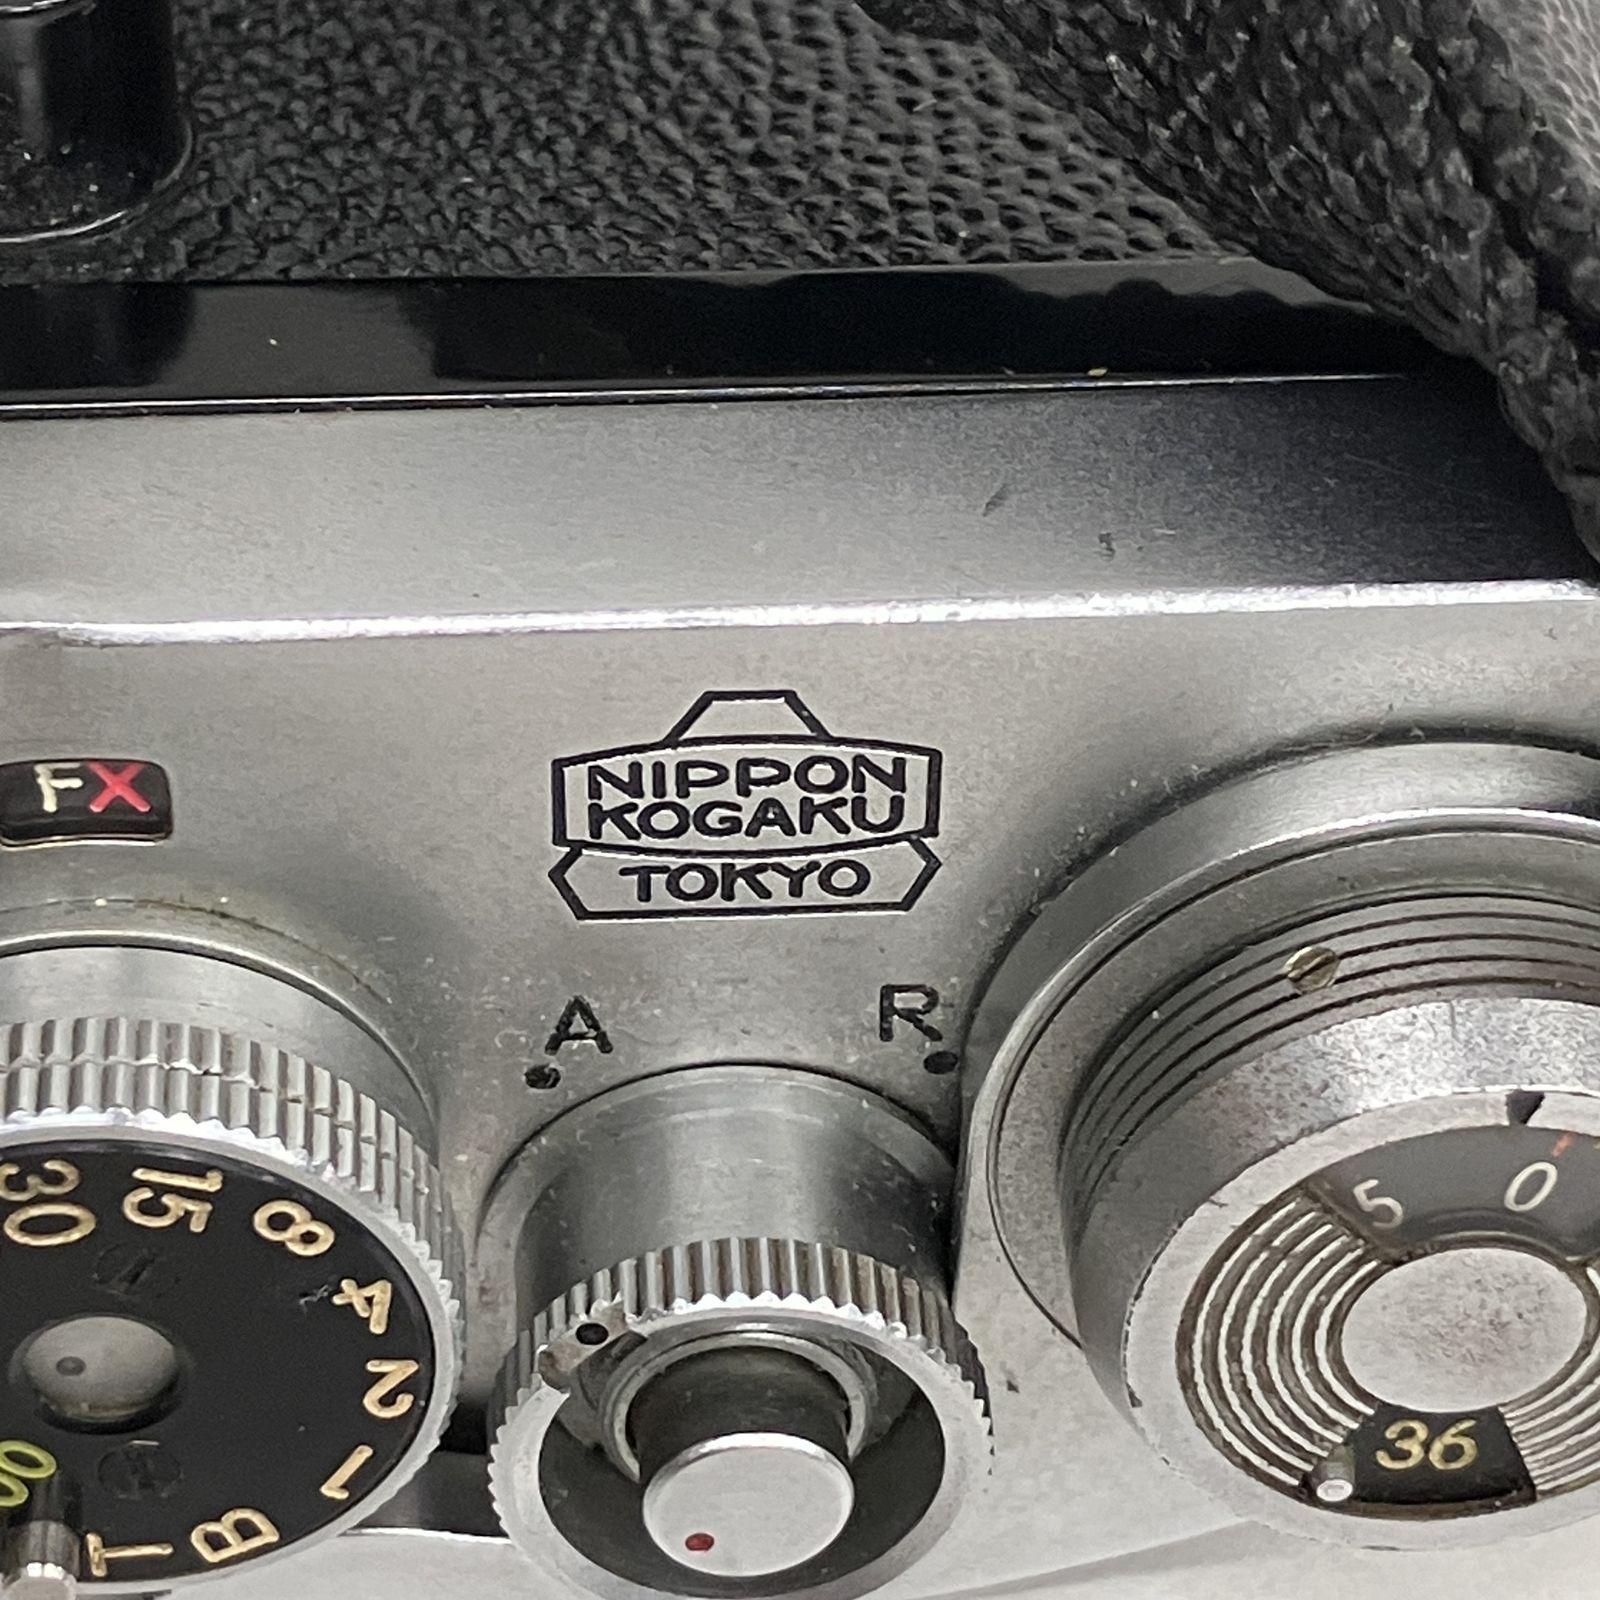 FX
NIPPON
KOGAKU
TOKYO
A R
30 15 8 4 2 1 B T
5 0
36